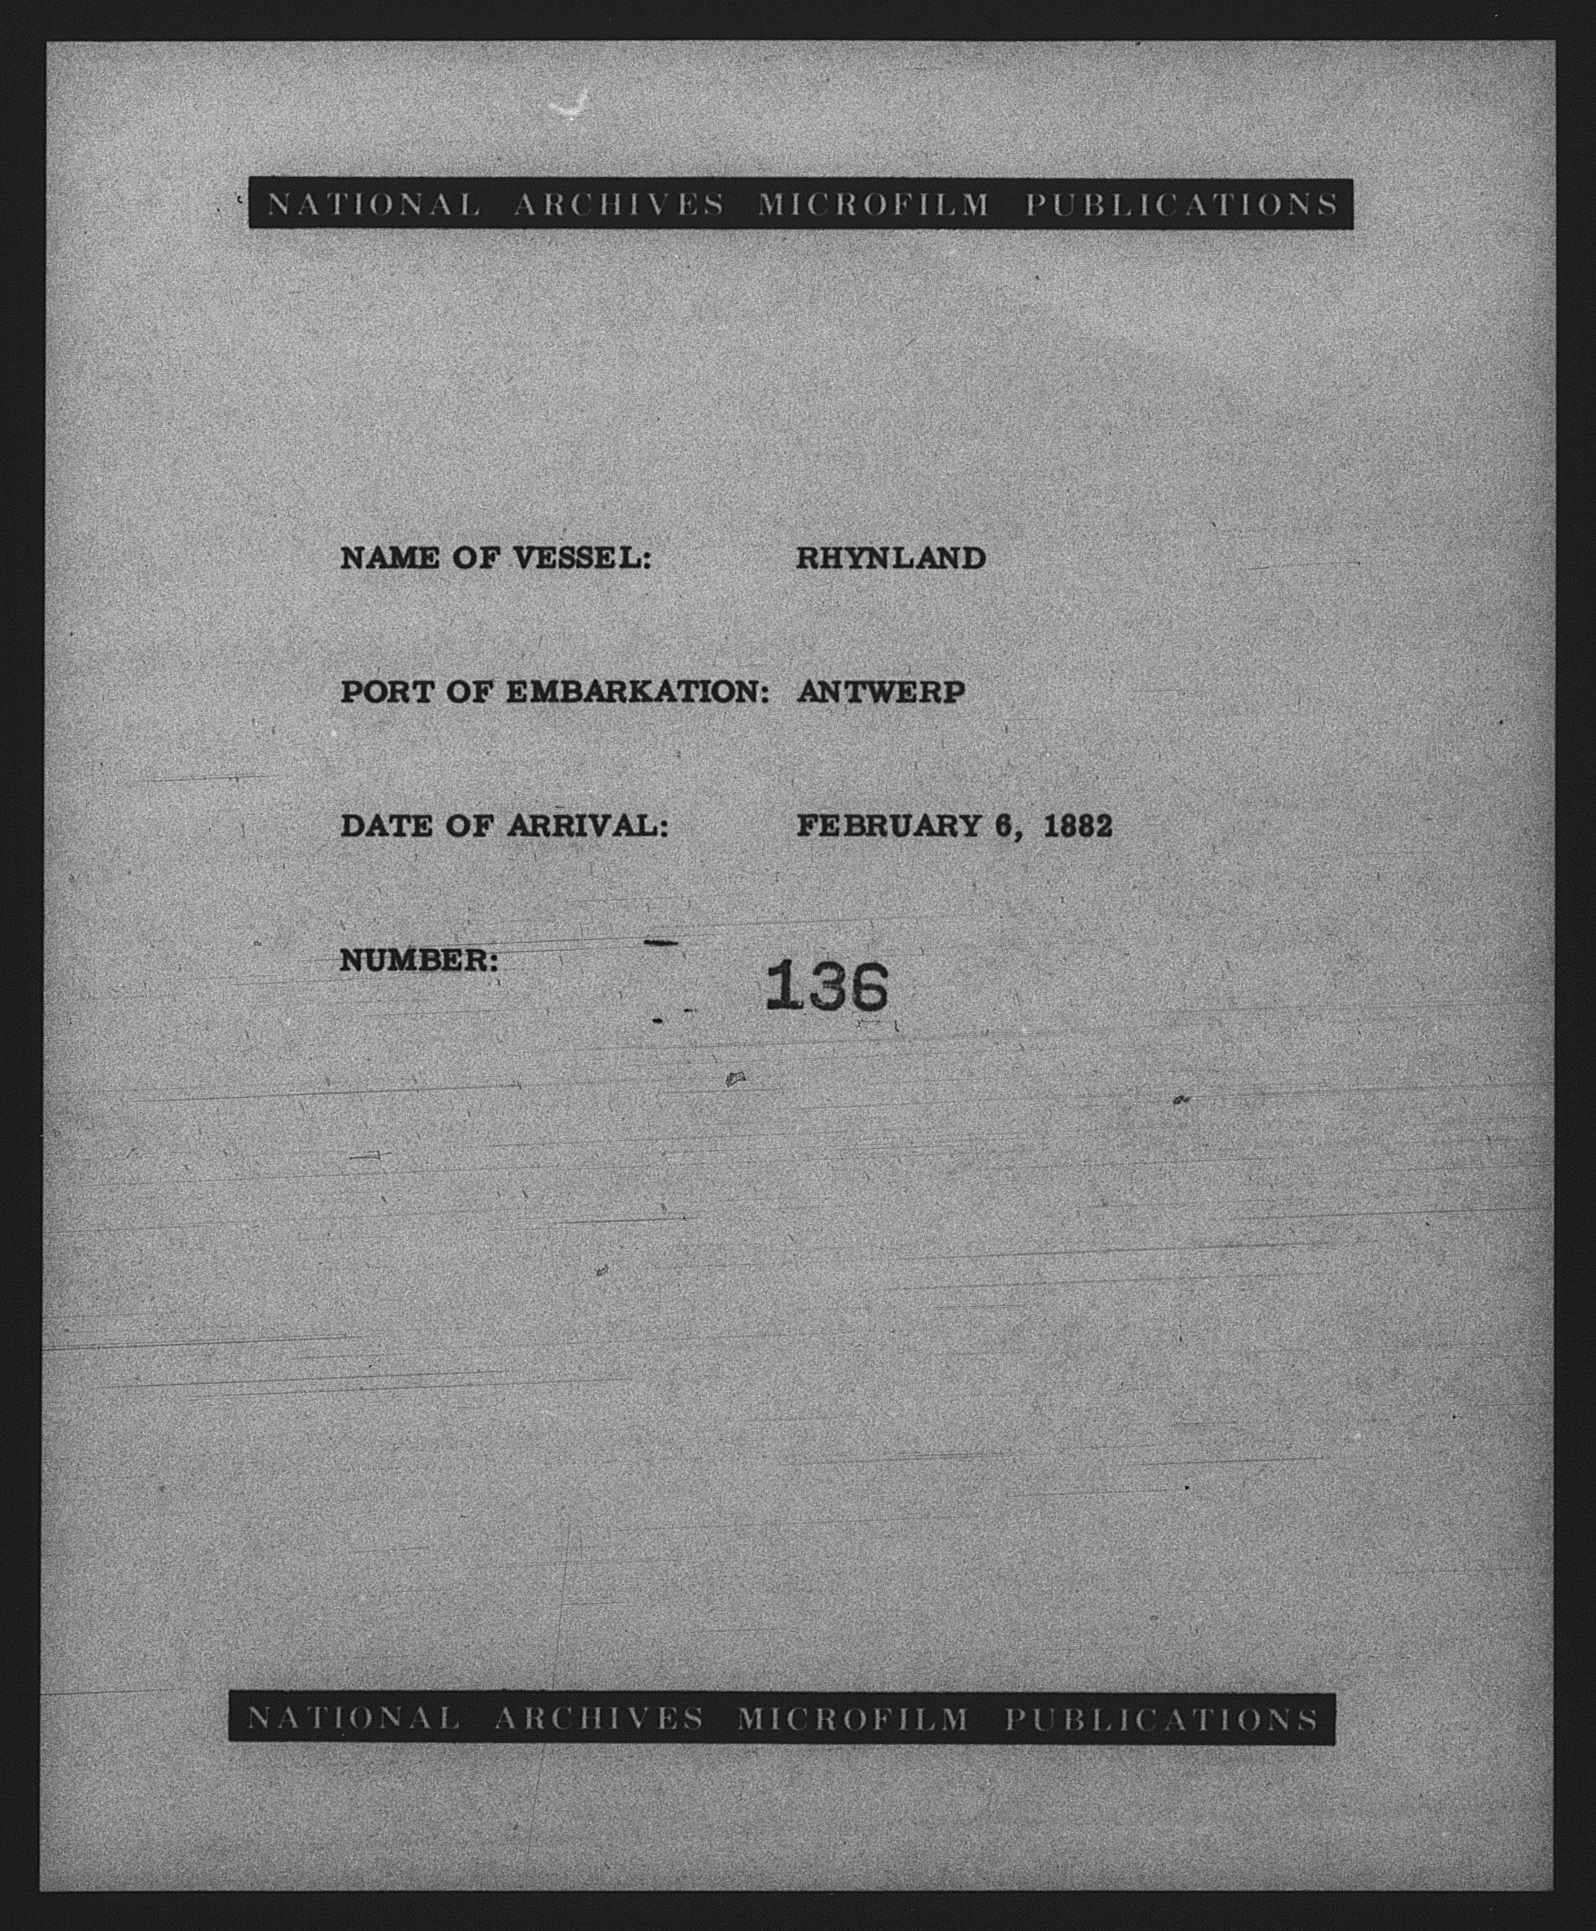 NATIONAL ARCHIVES MICROFILM PUBLICATIONS
NAME OF VESSEL: RHYNLAND
PORT OF EMBARKATION: ANTWERP
DATE OF ARRIVAL: FEBRUARY 6, 1882
NUMBER: 136
NATIONAL ARCHIVES MICROFILM PUBLICATIONS